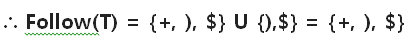 ∴ Follow(T) = {+, ), $} U {),$} = {+, ), $}